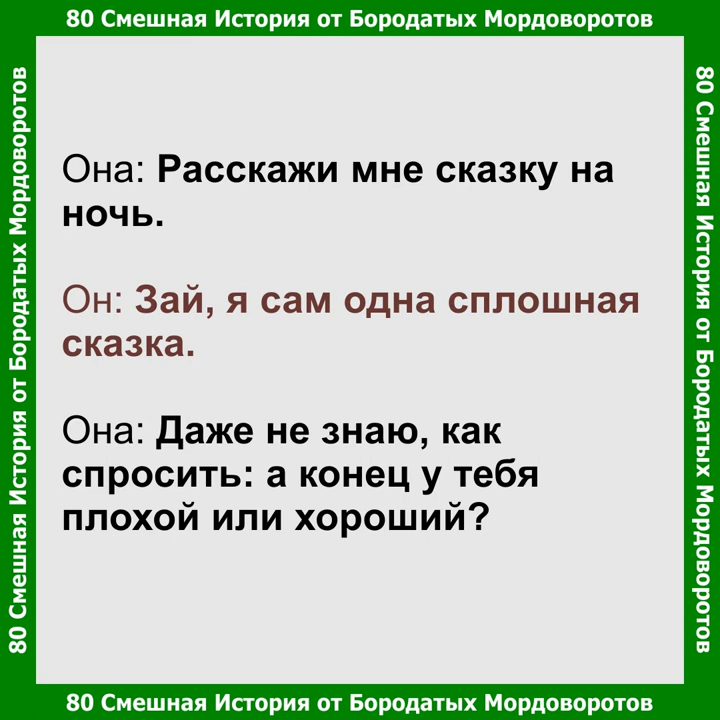 80 Смешная История от Бородатых Мордоворотов
80 Смешная История от Бородатых Мордоворотов
80 Смешная История от Бородатых Мордоворотов
Она: Расскажи мне сказку на
ночь.
Он: Зай, я сам одна сплошная
сказка.
Она: Даже не знаю, как
спросить: а конец у тебя
плохой или хороший?
80 Смешная История от Бородатых Мордоворотов